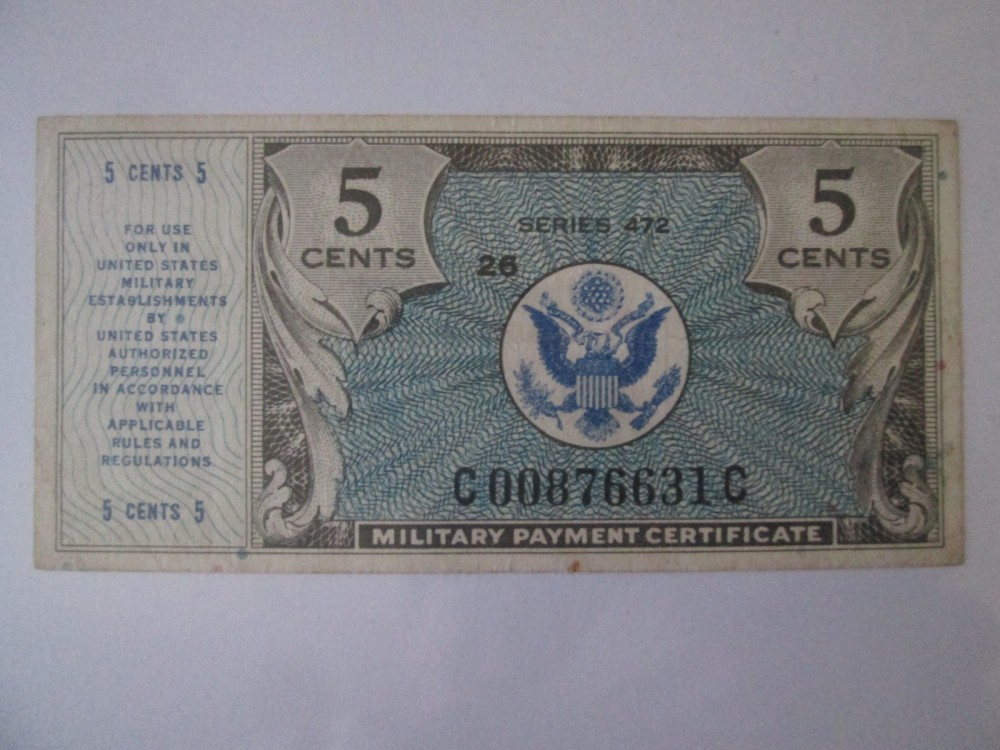 5 CENTS 5
FOR USE
ONLY IN
UNITED STATES
MILITARY
ESTABLISHMENTS
BY
UNITED STATES
AUTHORIZED
PERSONNEL
IN ACCORDANCE
WITH
APPLICABLE
RULES AND
REGULATIONS
5 CENTS 5
5
CENTS
SERIES 472
26
5
CENTS
C00876631C
MILITARY PAYMENT CERTIFICATE